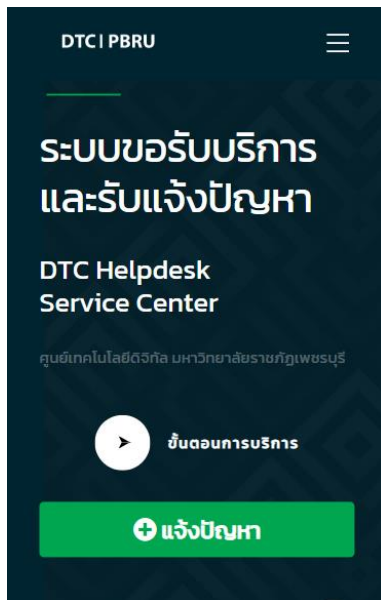 DTC | PBRU
ระบบขอรับบริการ
และรับแจ้งปัญหา
DTC Helpdesk
Service Center
ศูนย์เทคโนโลยีดิจิทัล มหาวิทยาลัยราชภัฏเพชรบุรี
ขั้นตอนการบริการ
แจ้งปัญหา